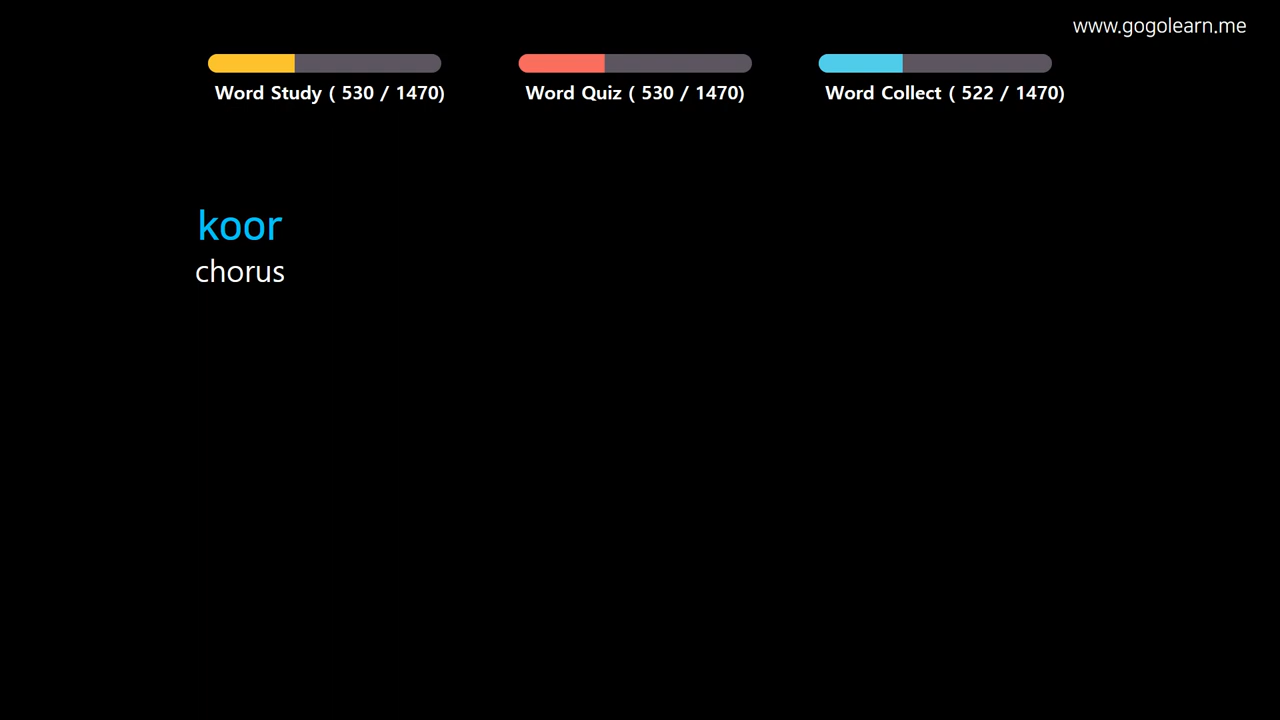 www.gogolearn.me
Word Study ( 530 / 1470)
Word Quiz ( 530 / 1470)
Word Collect ( 522 / 1470)
koor
chorus